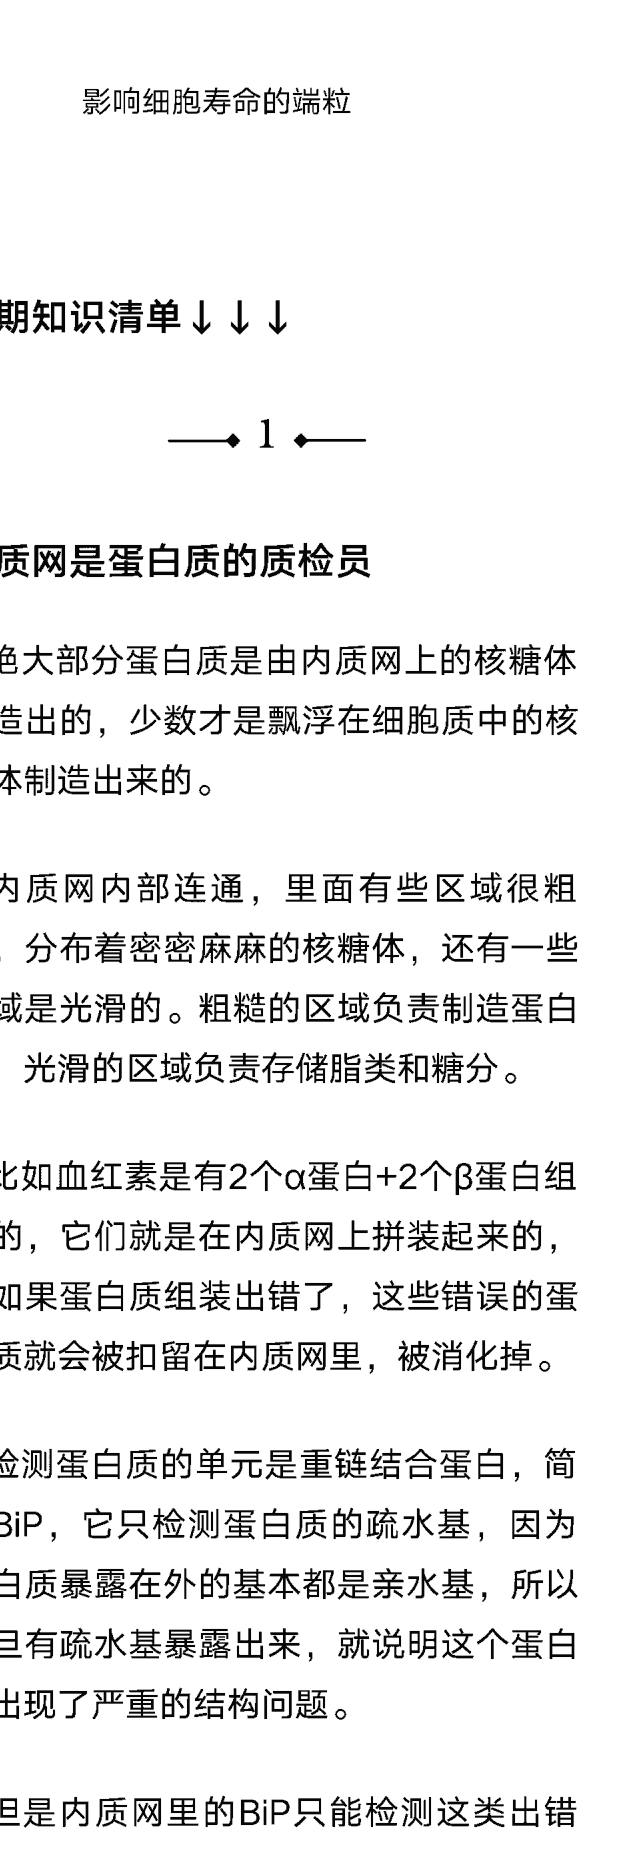 影响细胞寿命的端粒
期知识清单↓↓↓
1
质网是蛋白质的质检员
绝大部分蛋白质是由内质网上的核糖体
造出的，少数才是飘浮在细胞质中的核
体制造出来的。
内质网内部连通，里面有些区域很粗
，分布着密密麻麻的核糖体，还有一些
域是光滑的。粗糙的区域负责制造蛋白
光滑的区域负责存储脂类和糖分。
比如血红素是有2个α蛋白+2个β蛋白组
的，它们就是在内质网上拼装起来的，
如果蛋白质组装出错了，这些错误的蛋
质就会被扣留在内质网里，被消化掉。
检测蛋白质的单元是重链结合蛋白，简
BiP，它只检测蛋白质的疏水基，因为
白质暴露在外的基本都是亲水基，所以
旦有疏水基暴露出来，就说明这个蛋白
出现了严重的结构问题。
但是内质网里的BiP只能检测这类出错